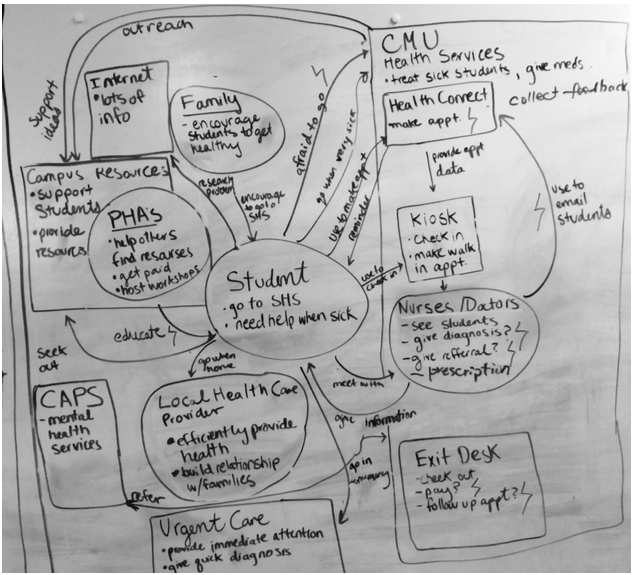 outreach
Support
ideas
Internet
• lots of
info
Family
- encourage
students to get
healthy
CMU
Health Services
• treat sick students, give meds.
collect feedback
Health Connect
- make appt.
provide appt
data
use to
email
students
afraid to go
go when very sick
use to make appt
reminder
research problem
encourage
to go to
SHS
Campus Resources
• support
students
• provide
resources
PHAs
• help others
find resourses
• get paid
• host workshops
Student
• go to SHS
• need help when sick
use to
check in
Kiosk
• check in
• make walk
in appt.
Nurses/Doctors
- see students
- give diagnosis?
- give referral?
- prescription
educate
seek
out
go when
home
meet with
give information
CAPS
- mental
health
services
Local Health Care
Provider
• efficiently provide
health
• build relationship
w/families
refer
go in
emergency
Exit Desk
- check out
- pay?
- follow up appt?
Urgent Care
• provide immediate attention
• give quick diagnosis